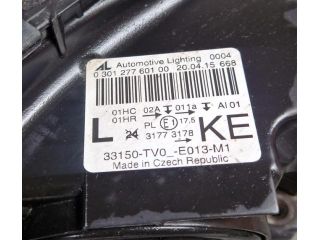 AL Automotive Lighting 0004
0 301 277 601 00 20.04.15 668
01HC 02A 011a AI 01
01HR PL E1 17,5
L 24 3177 3178 KE
33150-TV0_-E013-M1
Made in Czech Republic